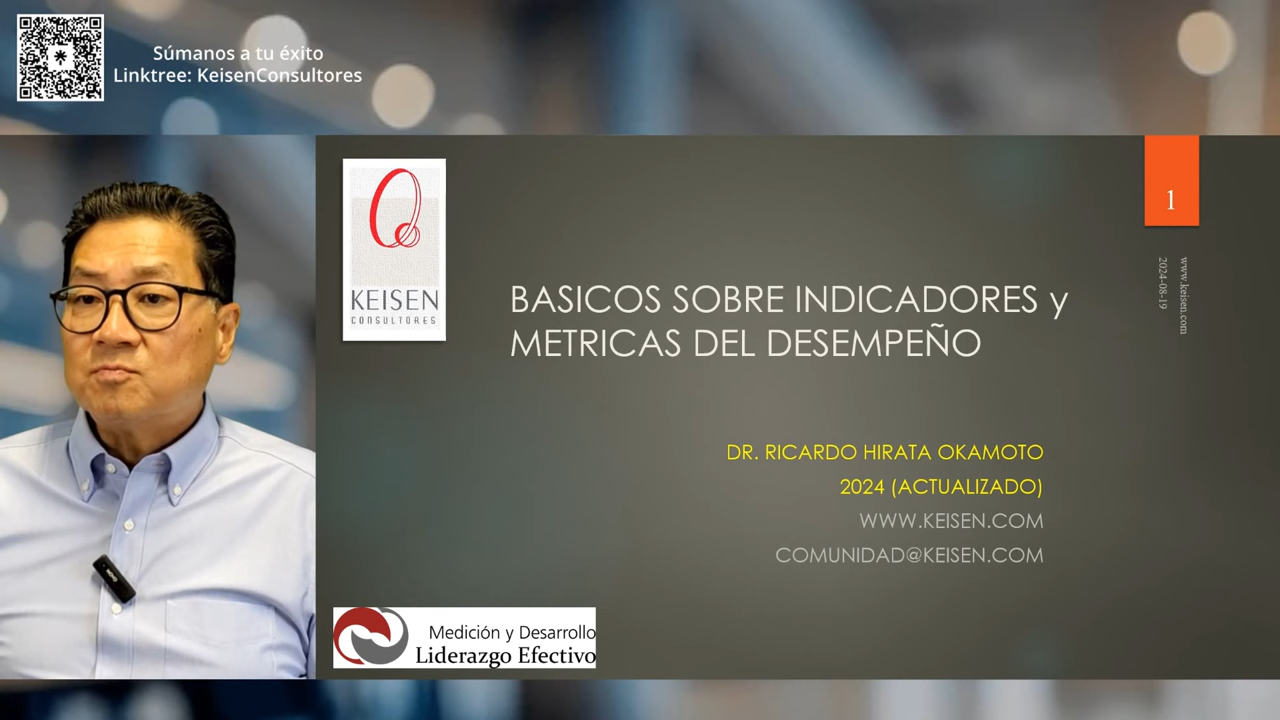 Súmanos a tu éxito
Linktree: KeisenConsultores
KEISEN
CONSULTORES
BASICOS SOBRE INDICADORES y
METRICAS DEL DESEMPEÑO
DR. RICARDO HIRATA OKAMOTO
2024 (ACTUALIZADO)
WWW.KEISEN.COM
COMUNIDAD@KEISEN.COM
1
www.keisen.com
2024-08-19
Medición y Desarrollo
Liderazgo Efectivo